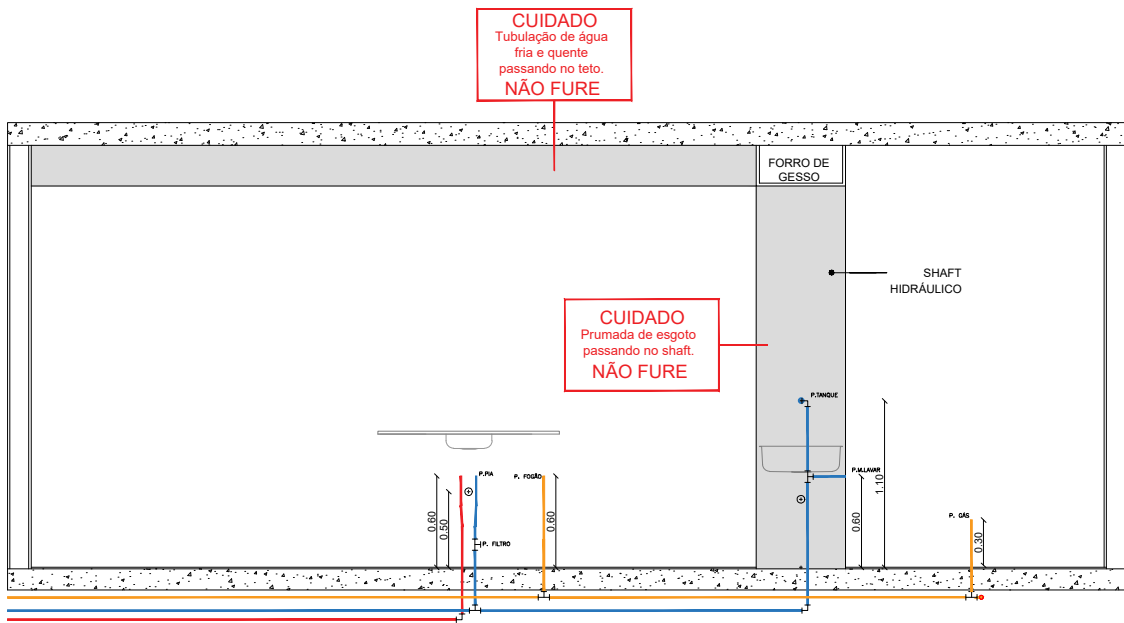 CUIDADO
Tubulação de água
fria e quente
passando no teto.
NÃO FURE
FORRO DE
GESSO
SHAFT
HIDRÁULICO
CUIDADO
Prumada de esgoto
passando no shaft.
NÃO FURE
P.TANQUE
P.PIA
P. FOGÃO
P.M.LAVAR
0.60
0.50
0.60
0.60
1.10
P. GÁS
0.30
P. FILTRO